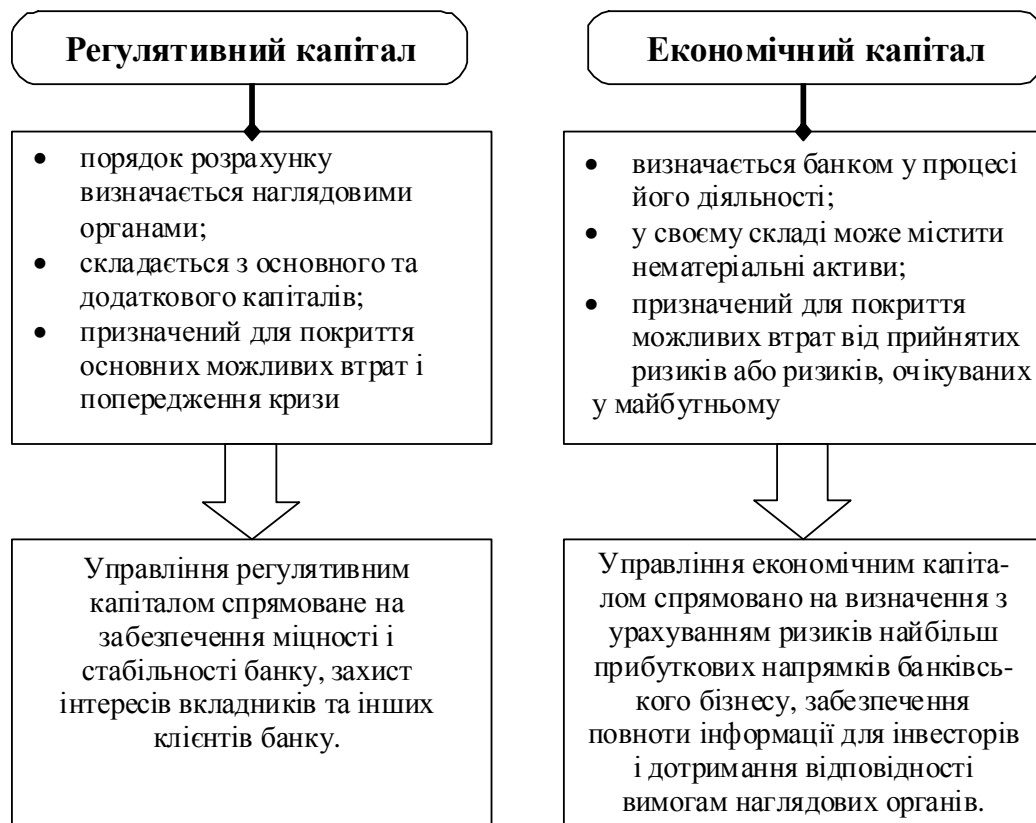 Регулятивний капітал
• порядок розрахунку
визначається наглядовими
органами;
• складається з основного та
додаткового капіталів;
• призначений для покриття
основних можливих втрат і
попередження кризи
Управління регулятивним
капіталом спрямоване на
забезпечення міцності і
стабільності банку, захист
інтересів вкладників та інших
клієнтів банку.
Економічний капітал
• визначається банком у процесі
його діяльності;
• у своєму складі може містити
нематеріальні активи;
• призначений для покриття
можливих втрат від прийнятих
ризиків або ризиків, очікуваних
у майбутньому
Управління економічним капіта-
лом спрямовано на визначення з
урахуванням ризиків найбільш
прибуткових напрямків банківсь-
кого бізнесу, забезпечення
повноти інформації для інвесторів
і дотримання відповідності
вимогам наглядових органів.